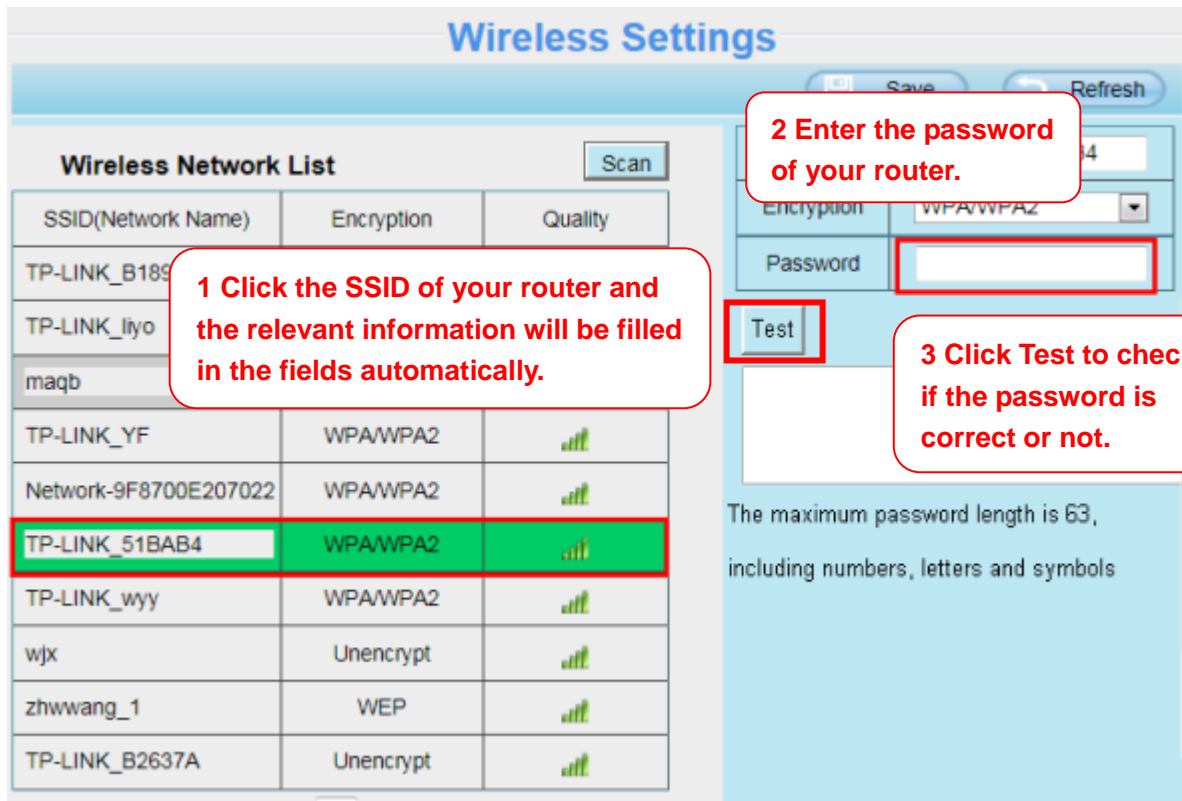 Wireless Settings
Save
Refresh
Wireless Network List
Scan
SSID(Network Name) Encryption Quality
TP-LINK_B189
TP-LINK_liyo
maqb
TP-LINK_YF WPA/WPA2
Network-9F8700E207022 WPA/WPA2
TP-LINK_51BAB4 WPA/WPA2
TP-LINK_wyy WPA/WPA2
wjx Unencrypt
zhwwang_1 WEP
TP-LINK_B2637A Unencrypt
1 Click the SSID of your router and
the relevant information will be filled
in the fields automatically.
2 Enter the password
of your router.
B4
Encryption WPA/WPA2
Password
Test
3 Click Test to chec
if the password is
correct or not.
The maximum password length is 63,
including numbers, letters and symbols